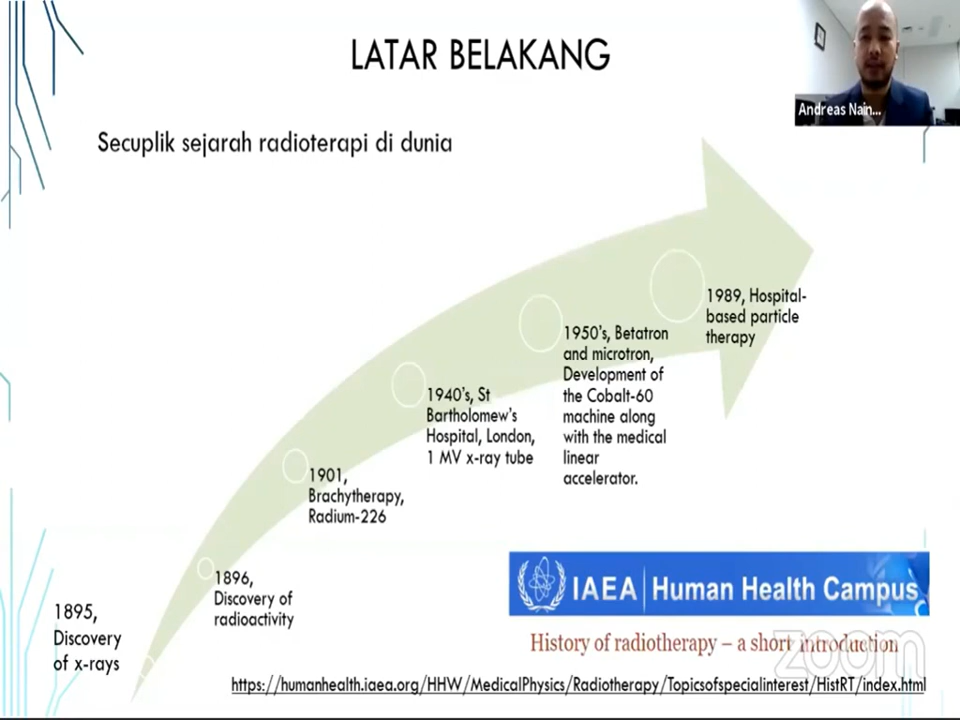 LATAR BELAKANG
Andreas Nain...
Secuplik sejarah radioterapi di dunia
1989, Hospital-
based particle
therapy
1950's, Betatron
and microtron,
Development of
the Cobalt-60
machine along
with the medical
linear
accelerator.
1940's, St
Bartholomew's
Hospital, London,
1 MV x-ray tube
1901,
Brachytherapy,
Radium-226
1896,
Discovery of
radioactivity
1895,
Discovery
of x-rays
IAEA Human Health Campus
History of radiotherapy – a short introduction
zoom
https://humanhealth.iaea.org/HHW/MedicalPhysics/Radiotherapy/Topicsofspecialinterest/HistRT/index.html